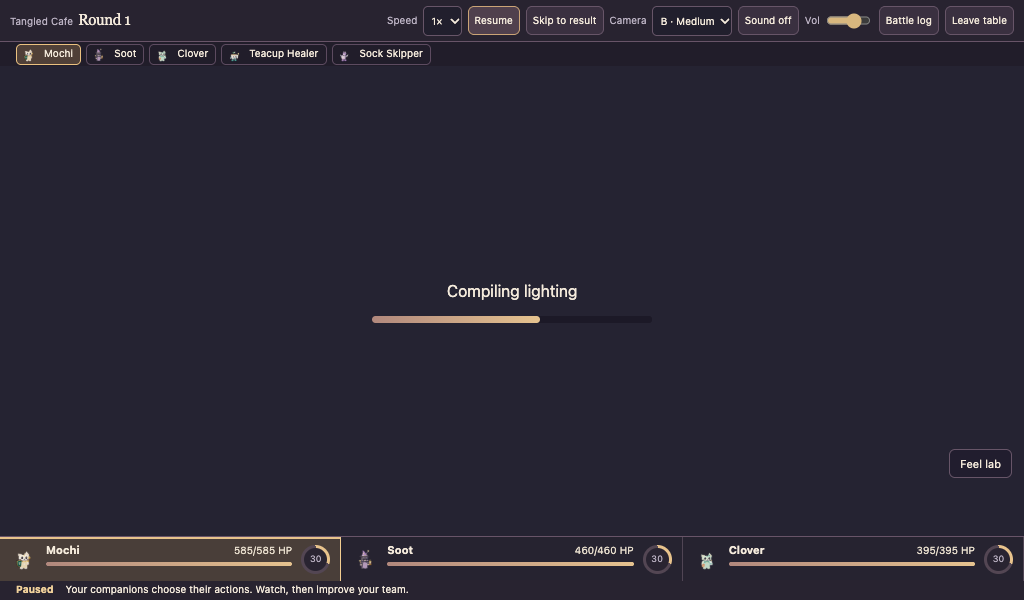 Tangled Cafe Round 1 Speed 1x Resume Skip to result Camera B · Medium Sound off Vol Battle log Leave table
Mochi Soot Clover Teacup Healer Sock Skipper
Compiling lighting
Feel lab
Mochi 585/585 HP 30 Soot 460/460 HP 30 Clover 395/395 HP 30
Paused Your companions choose their actions. Watch, then improve your team.